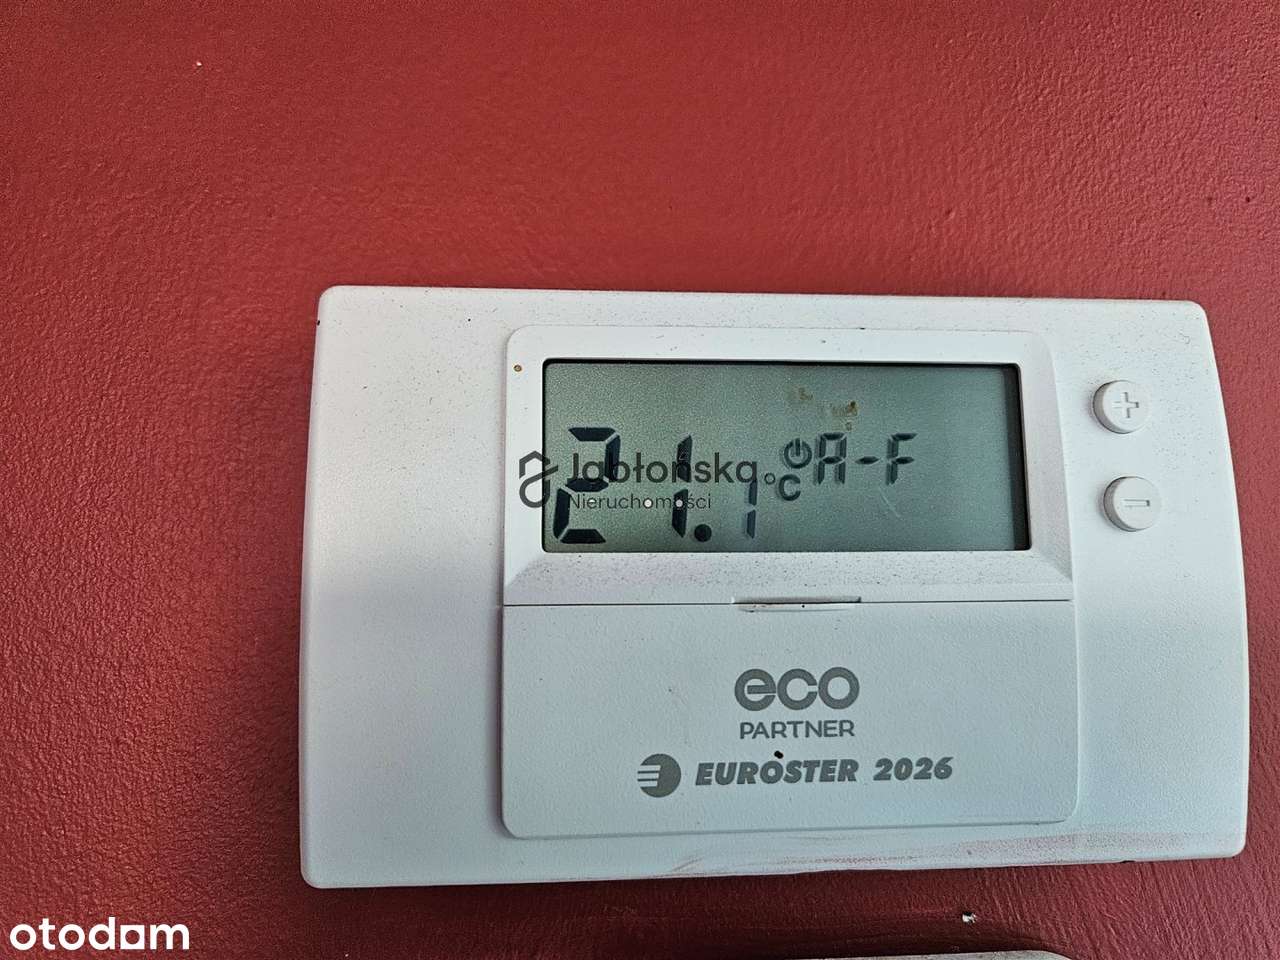 21.1 °C A-F
Jabłońska
Nieruchomości
+
-
eco
PARTNER
EUROSTER 2026
otodom